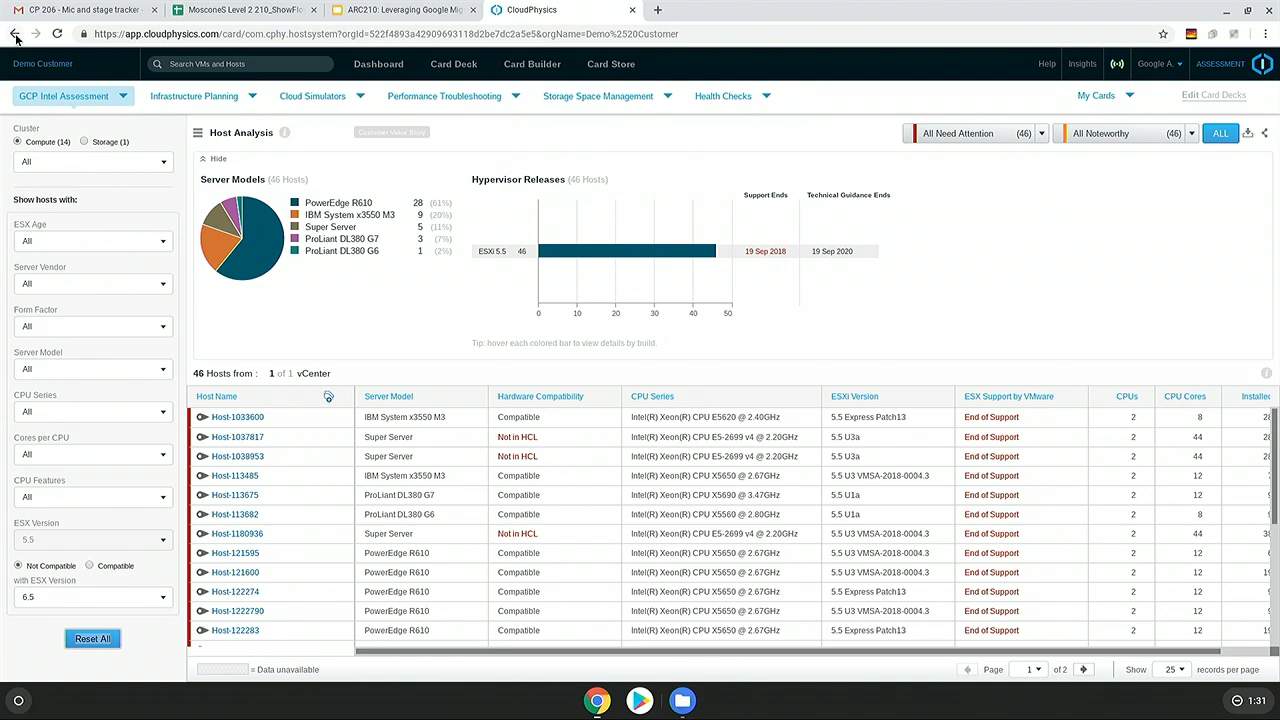 CP 206 - Mic and stage tracker -
MosconeS Level 2 210_ShowFlo
ARC210: Leveraging Google Mig
CloudPhysics
https://app.cloudphysics.com/card/com.cphy.hostsystem?orgId=522f4893a42909693118d2be7dc2a5e5&orgName=Demo%2520Customer
Demo Customer
Search VMs and Hosts
Dashboard
Card Deck
Card Builder
Card Store
Help
Insights
Google A.
ASSESSMENT
GCP Intel Assessment
Infrastructure Planning
Cloud Simulators
Performance Troubleshooting
Storage Space Management
Health Checks
My Cards
Edit Card Decks
Cluster
Compute (14) Storage (1)
All
Show hosts with:
ESX Age
All
Server Vendor
All
Form Factor
All
Server Model
All
CPU Series
All
Cores per CPU
All
CPU Features
All
ESX Version
5.5
Not Compatible Compatible
with ESX Version
6.5
Reset All
Host Analysis
Customer Value Story
All Need Attention (46)
All Noteworthy (46)
ALL
Hide
Server Models (46 Hosts)
PowerEdge R610 28 (61%)
IBM System x3550 M3 9 (20%)
Super Server 5 (11%)
ProLiant DL380 G7 3 (7%)
ProLiant DL380 G6 1 (2%)
Hypervisor Releases (46 Hosts)
Support Ends Technical Guidance Ends
ESXi 5.5 46 19 Sep 2018 19 Sep 2020
0 10 20 30 40 50
Tip: hover each colored bar to view details by build.
46 Hosts from : 1 of 1 vCenter
Host Name Server Model Hardware Compatibility CPU Series ESXi Version ESX Support by VMware CPUs CPU Cores Installed
Host-1033600 IBM System x3550 M3 Compatible Intel(R) Xeon(R) CPU E5620 @ 2.40GHz 5.5 Express Patch13 End of Support 2 8
Host-1037817 Super Server Not in HCL Intel(R) Xeon(R) CPU E5-2699 v4 @ 2.20GHz 5.5 U3a End of Support 2 44
Host-1038953 Super Server Not in HCL Intel(R) Xeon(R) CPU E5-2699 v4 @ 2.20GHz 5.5 U3a End of Support 2 44
Host-113485 IBM System x3550 M3 Compatible Intel(R) Xeon(R) CPU X5650 @ 2.67GHz 5.5 U3 VMSA-2018-0004.3 End of Support 2 12
Host-113675 ProLiant DL380 G7 Compatible Intel(R) Xeon(R) CPU X5690 @ 3.47GHz 5.5 U1a End of Support 2 12
Host-113682 ProLiant DL380 G6 Compatible Intel(R) Xeon(R) CPU X5560 @ 2.80GHz 5.5 U1a End of Support 2 8
Host-1180936 Super Server Not in HCL Intel(R) Xeon(R) CPU E5-2699 v4 @ 2.20GHz 5.5 U3 VMSA-2018-0004.3 End of Support 2 44
Host-121595 PowerEdge R610 Compatible Intel(R) Xeon(R) CPU X5650 @ 2.67GHz 5.5 U3 VMSA-2018-0004.3 End of Support 2 12
Host-121600 PowerEdge R610 Compatible Intel(R) Xeon(R) CPU X5650 @ 2.67GHz 5.5 U3 VMSA-2018-0004.3 End of Support 2 12
Host-122274 PowerEdge R610 Compatible Intel(R) Xeon(R) CPU X5650 @ 2.67GHz 5.5 Express Patch13 End of Support 2 12
Host-1222790 PowerEdge R610 Compatible Intel(R) Xeon(R) CPU X5650 @ 2.67GHz 5.5 U3 VMSA-2018-0004.3 End of Support 2 12
Host-122283 PowerEdge R610 Compatible Intel(R) Xeon(R) CPU X5650 @ 2.67GHz 5.5 Express Patch13 End of Support 2 12
= Data unavailable
Page 1 of 2
Show 25 records per page
1:31